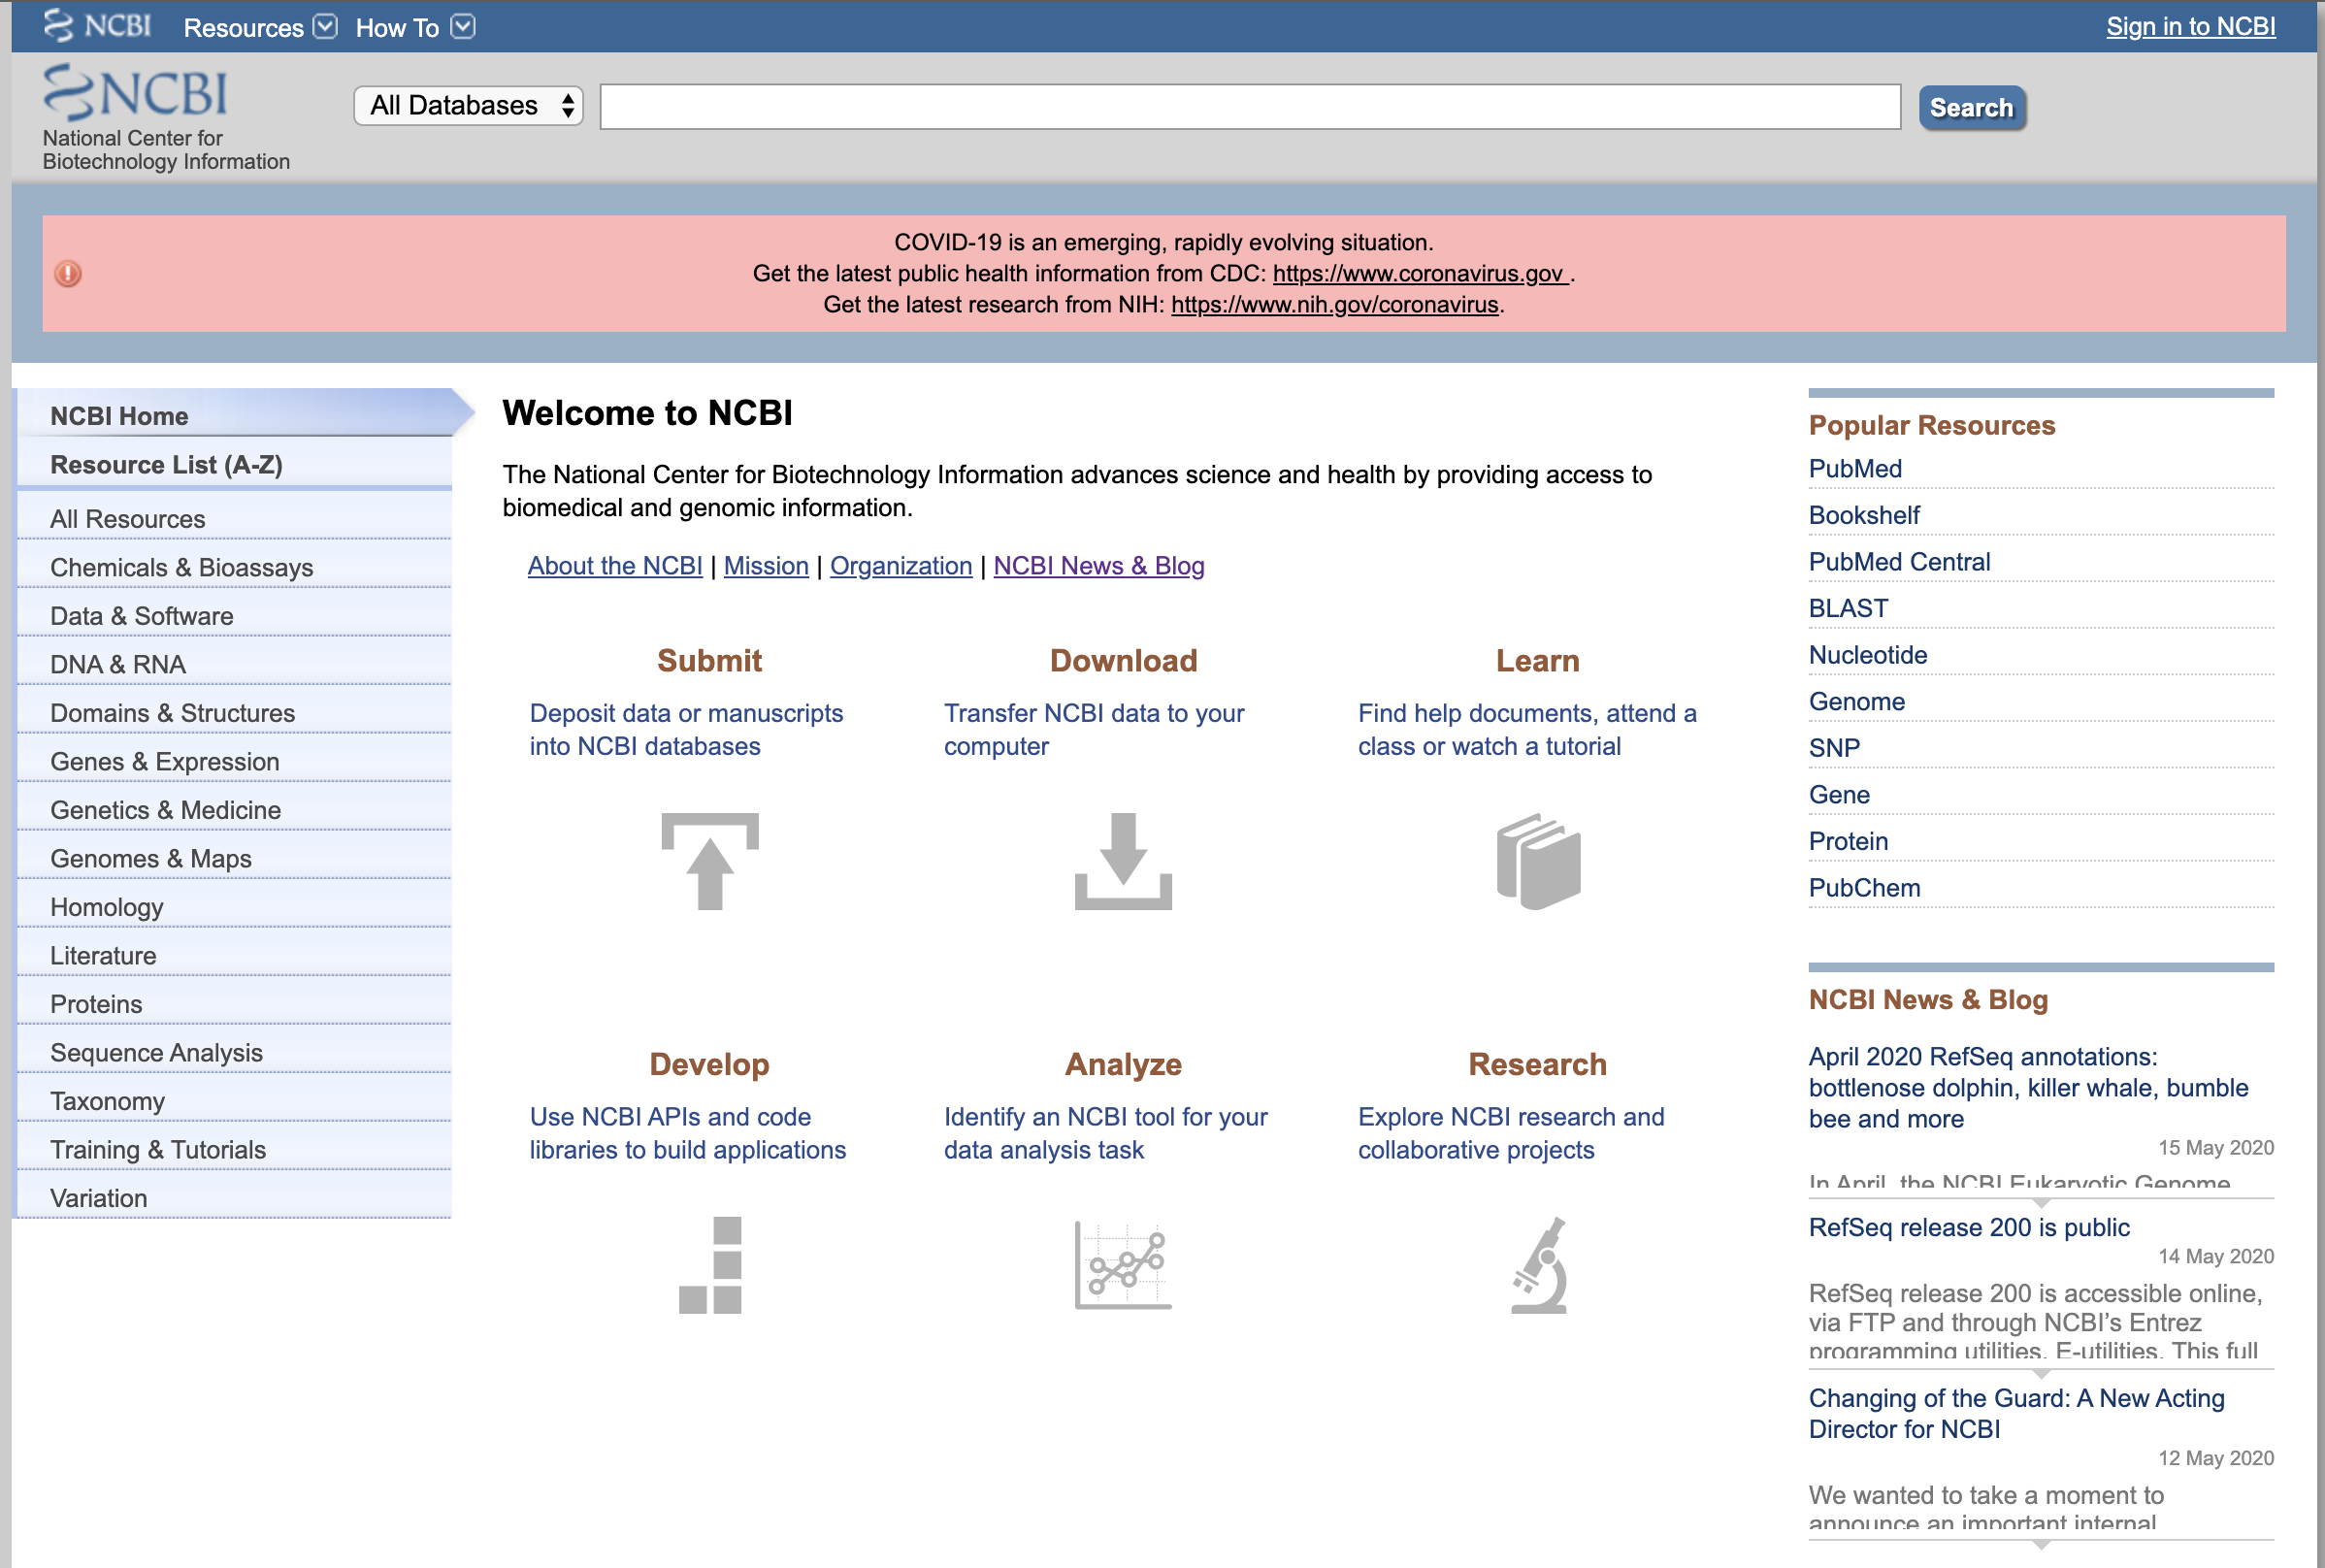 NCBI Resources How To Sign in to NCBI
NCBI
National Center for
Biotechnology Information
All Databases
Search
COVID-19 is an emerging, rapidly evolving situation.
Get the latest public health information from CDC: https://www.coronavirus.gov .
Get the latest research from NIH: https://www.nih.gov/coronavirus.
NCBI Home
Resource List (A-Z)
All Resources
Chemicals & Bioassays
Data & Software
DNA & RNA
Domains & Structures
Genes & Expression
Genetics & Medicine
Genomes & Maps
Homology
Literature
Proteins
Sequence Analysis
Taxonomy
Training & Tutorials
Variation
Welcome to NCBI
The National Center for Biotechnology Information advances science and health by providing access to
biomedical and genomic information.
About the NCBI | Mission | Organization | NCBI News & Blog
Submit
Deposit data or manuscripts
into NCBI databases
Download
Transfer NCBI data to your
computer
Learn
Find help documents, attend a
class or watch a tutorial
Develop
Use NCBI APIs and code
libraries to build applications
Analyze
Identify an NCBI tool for your
data analysis task
Research
Explore NCBI research and
collaborative projects
Popular Resources
PubMed
Bookshelf
PubMed Central
BLAST
Nucleotide
Genome
SNP
Gene
Protein
PubChem
NCBI News & Blog
April 2020 RefSeq annotations:
bottlenose dolphin, killer whale, bumble
bee and more
15 May 2020
In April, the NCBI Eukaryotic Genome
RefSeq release 200 is public
14 May 2020
RefSeq release 200 is accessible online,
via FTP and through NCBI’s Entrez
programming utilities, E-utilities. This full
Changing of the Guard: A New Acting
Director for NCBI
12 May 2020
We wanted to take a moment to
announce an important internal